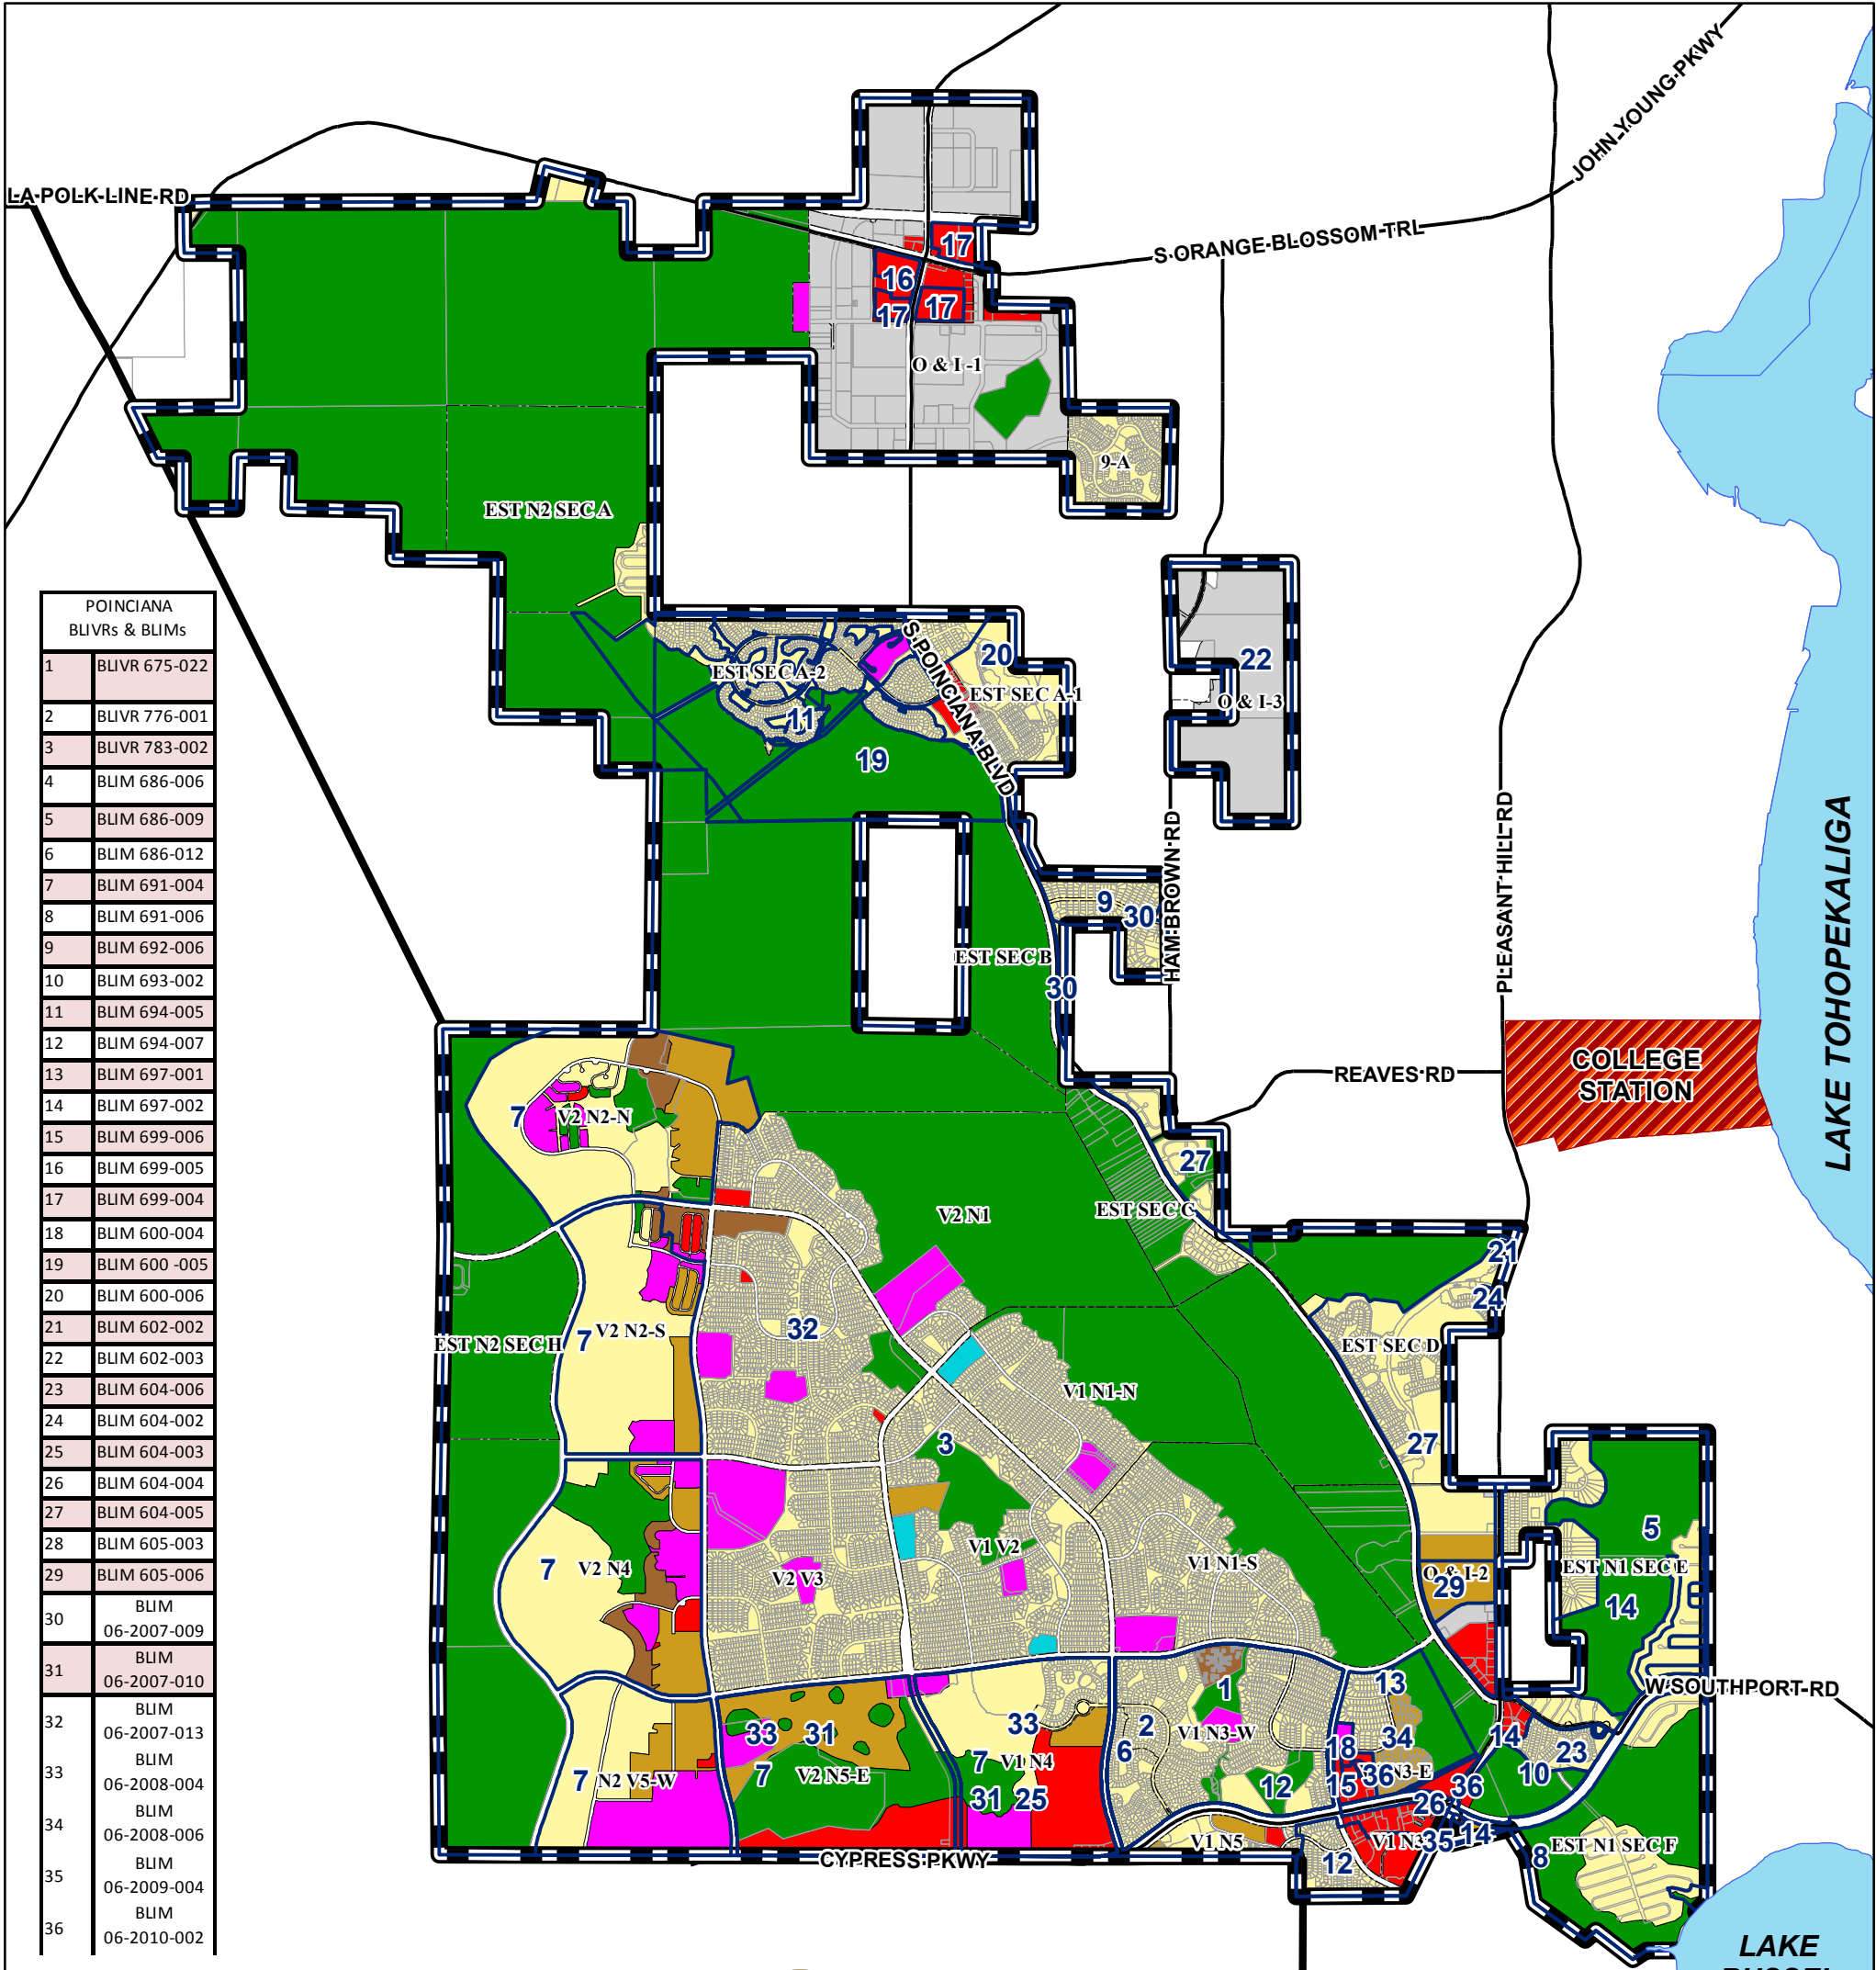 LA-POLK-LINE-RD
JOHN-YOUNG-PKWY
S-ORANGE-BLOSSOM-TRL
17
16
17
17
O & I -1
9-A
EST N2 SEC A
POINCIANA
BLIVRs & BLIMs
1 BLIVR 675-022
2 BLIVR 776-001
3 BLIVR 783-002
4 BLIM 686-006
5 BLIM 686-009
6 BLIM 686-012
7 BLIM 691-004
8 BLIM 691-006
9 BLIM 692-006
10 BLIM 693-002
11 BLIM 694-005
12 BLIM 694-007
13 BLIM 697-001
14 BLIM 697-002
15 BLIM 699-006
16 BLIM 699-005
17 BLIM 699-004
18 BLIM 600-004
19 BLIM 600 -005
20 BLIM 600-006
21 BLIM 602-002
22 BLIM 602-003
23 BLIM 604-006
24 BLIM 604-002
25 BLIM 604-003
26 BLIM 604-004
27 BLIM 604-005
28 BLIM 605-003
29 BLIM 605-006
30 BLIM
06-2007-009
31 BLIM
06-2007-010
32 BLIM
06-2007-013
33 BLIM
06-2008-004
34 BLIM
06-2008-006
35 BLIM
06-2009-004
36 BLIM
06-2010-002
S-POINCIANA-BLVD
20
EST SEC A-2
EST SEC A-1
11
19
22
O & I-3
HAM-BROWN-RD
PLEASANT-HILL-RD
LAKE TOHOPEKALIGA
9
30
EST SEC B
30
REAVES-RD
COLLEGE
STATION
7
V2 N2-N
27
EST SEC C
V2 N1
21
24
EST SEC D
32
7
V2 N2-S
EST N2 SEC H
V1 N1-N
3
27
5
V1 V2
V1 N1-S
7
V2 N4
V2 V3
O & I-2
29
EST N1 SEC E
14
W-SOUTHPORT-RD
1
13
2
V1 N3-W
33
31
33
6
18
34
14
23
7
N2 V5-W
7
V2 N5-E
7
V1 N4
31
25
12
15
36
N3-E
36
10
26
V1 N5
V1 N3
35
14
12
8
EST N1 SEC F
CYPRESS-PKWY
LAKE